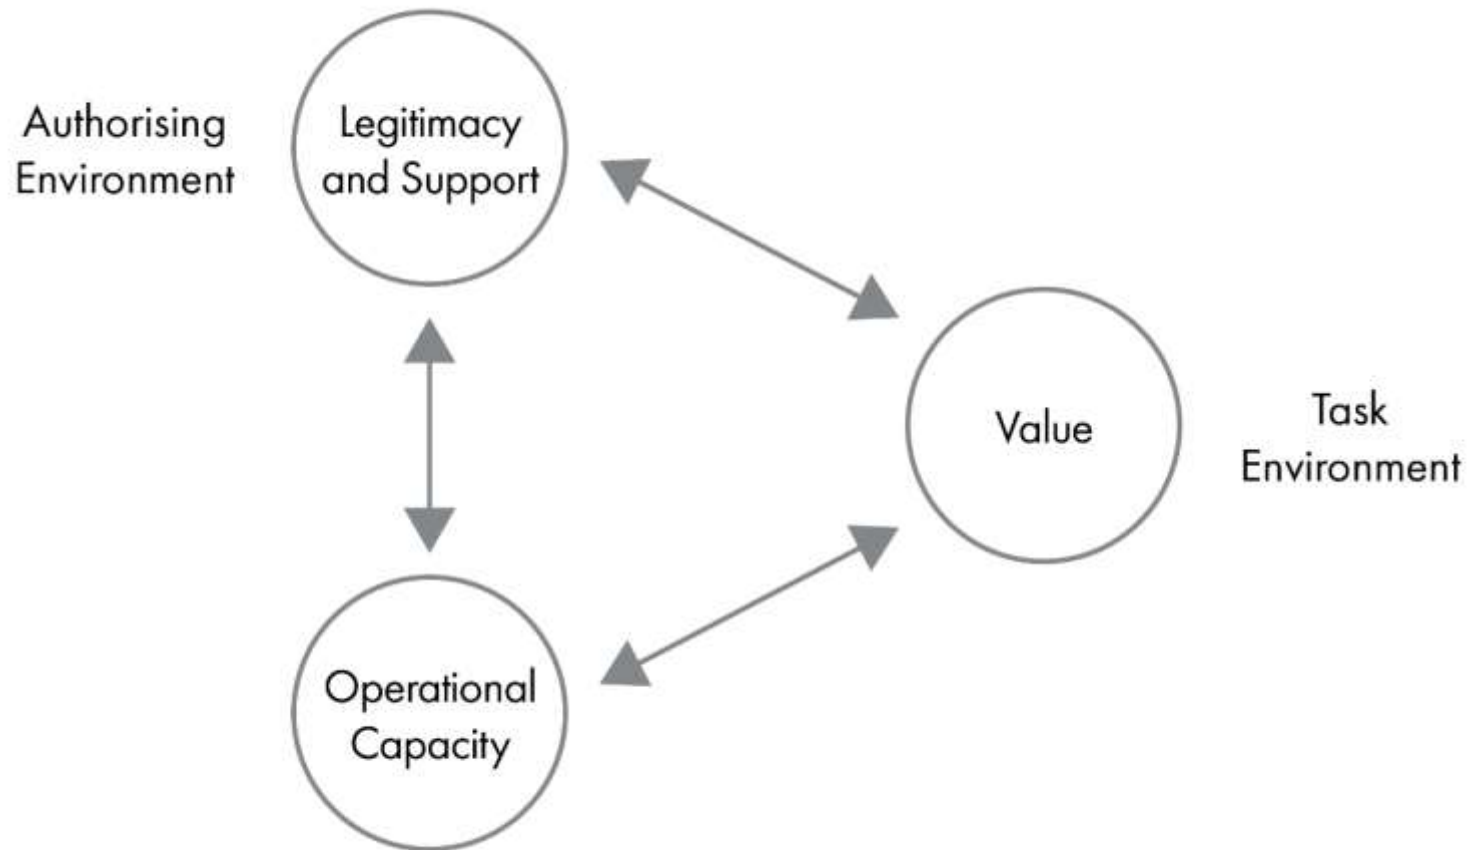 Authorising
Environment
Legitimacy
and Support
Value
Task
Environment
Operational
Capacity